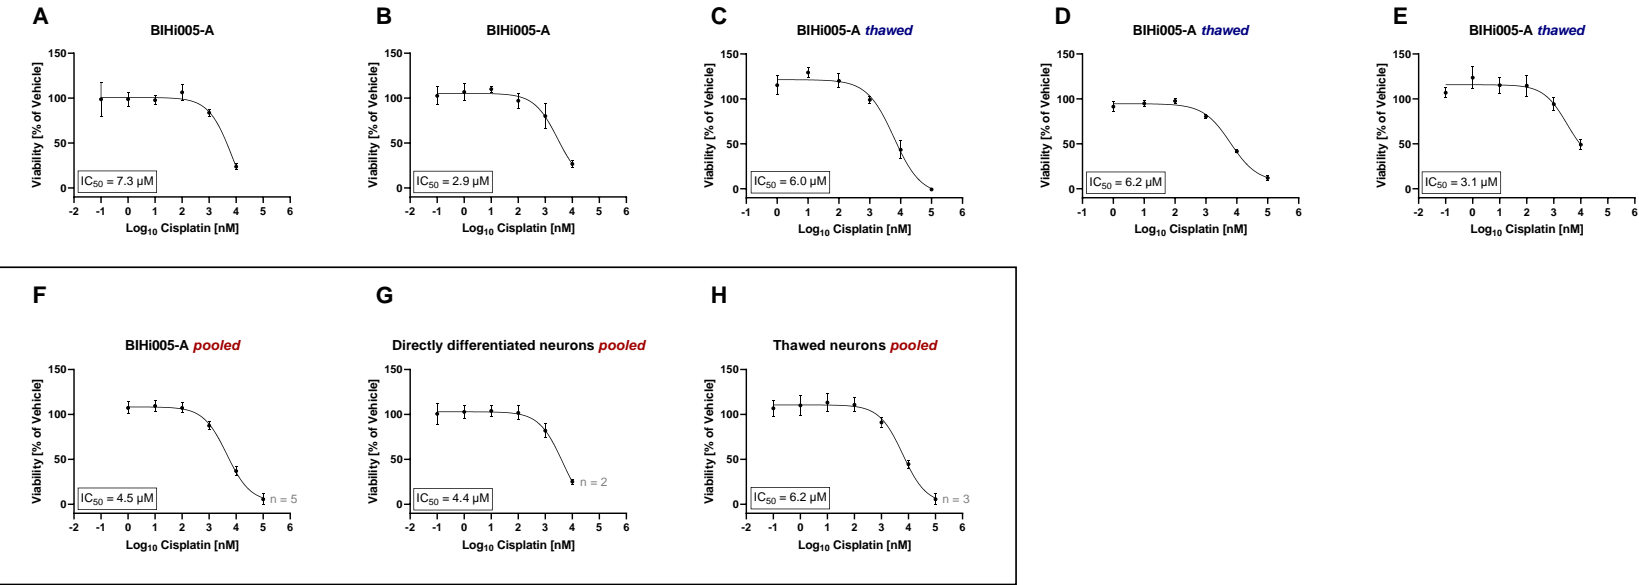 A
BIHi005-A
Viability [% of Vehicle]
150
100
50
0
IC50 = 7.3 µM
-2 -1 0 1 2 3 4 5 6
Log10 Cisplatin [nM]
B
BIHi005-A
Viability [% of Vehicle]
150
100
50
0
IC50 = 2.9 µM
-2 -1 0 1 2 3 4 5 6
Log10 Cisplatin [nM]
C
BIHi005-A thawed
Viability [% of Vehicle]
150
100
50
0
IC50 = 6.0 µM
-1 0 1 2 3 4 5 6
Log10 Cisplatin [nM]
D
BIHi005-A thawed
Viability [% of Vehicle]
150
100
50
0
IC50 = 6.2 µM
-1 0 1 2 3 4 5 6
Log10 Cisplatin [nM]
E
BIHi005-A thawed
Viability [% of Vehicle]
150
100
50
0
IC50 = 3.1 µM
-2 -1 0 1 2 3 4 5 6
Log10 Cisplatin [nM]
F
BIHi005-A pooled
Viability [% of Vehicle]
150
100
50
0
IC50 = 4.5 µM
n = 5
-2 -1 0 1 2 3 4 5 6
Log10 Cisplatin [nM]
G
Directly differentiated neurons pooled
Viability [% of Vehicle]
150
100
50
0
IC50 = 4.4 µM
n = 2
-2 -1 0 1 2 3 4 5 6
Log10 Cisplatin [nM]
H
Thawed neurons pooled
Viability [% of Vehicle]
150
100
50
0
IC50 = 6.2 µM
n = 3
-2 -1 0 1 2 3 4 5 6
Log10 Cisplatin [nM]